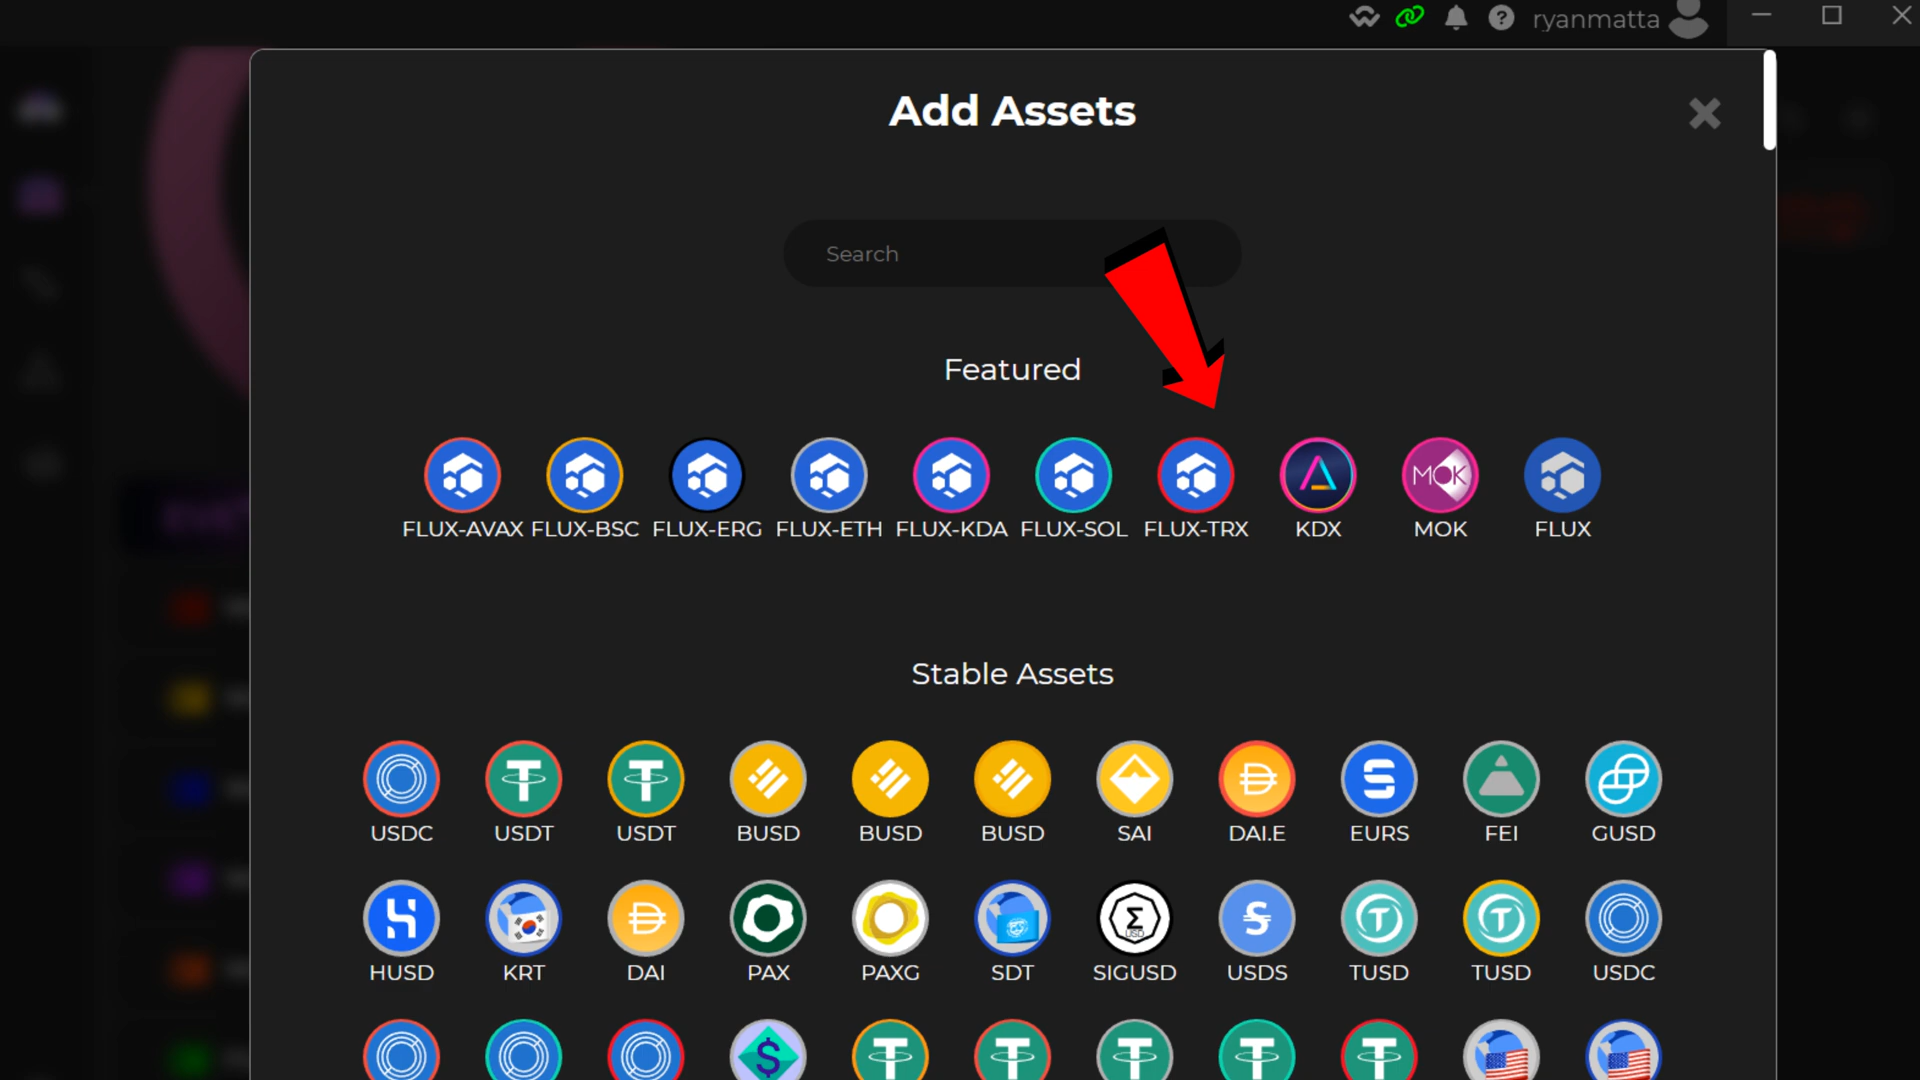 ryanmatta
Add Assets
Search
Featured
FLUX-AVAX FLUX-BSC FLUX-ERG FLUX-ETH FLUX-KDA FLUX-SOL FLUX-TRX KDX MOK FLUX
MOK
Stable Assets
USDC USDT USDT BUSD BUSD BUSD SAI DAI.E EURS FEI GUSD
HUSD KRT DAI PAX PAXG SDT SIGUSD USDS TUSD TUSD USDC